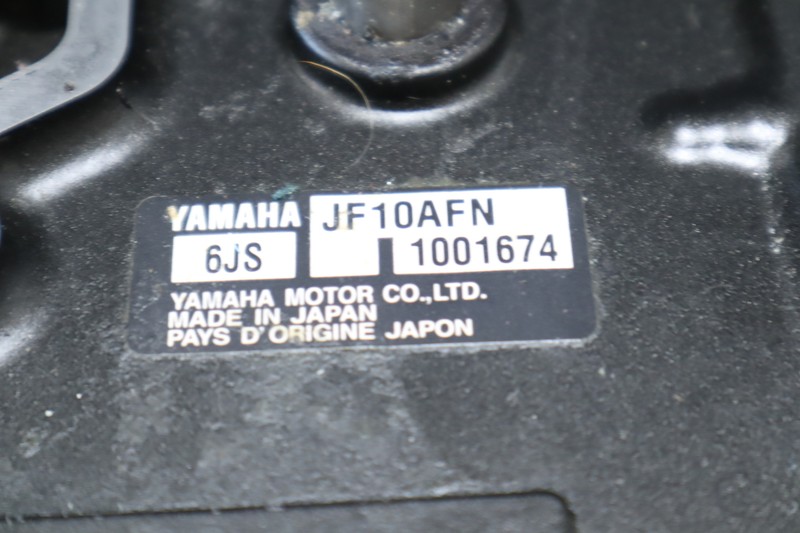 YAMAHA JF10AFN
6JS 1001674
YAMAHA MOTOR CO.,LTD.
MADE IN JAPAN
PAYS D'ORIGINE JAPON